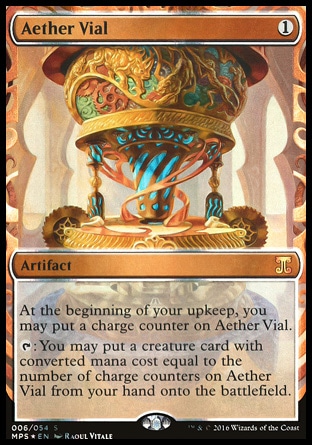 Aether Vial 1
Artifact
At the beginning of your upkeep, you
may put a charge counter on Aether Vial.
: You may put a creature card with
converted mana cost equal to the
number of charge counters on Aether
Vial from your hand onto the battlefield.
006/054 S
MPS ★ EN Raoul Vitale
™ & © 2016 Wizards of the Coast